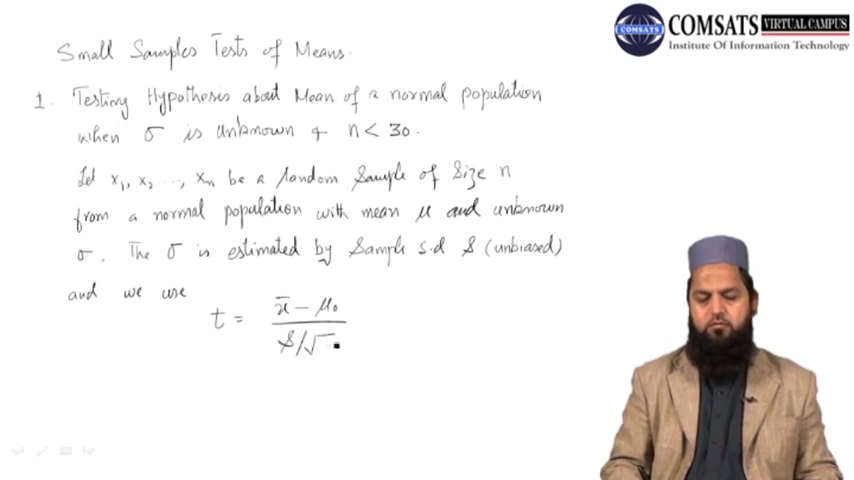 COMSATS VIRTUAL CAMPUS
COMSATS
Institute Of Information Technology
Small Samples Tests of Means.
1. Testing Hypotheses about Mean of a normal population
when σ is unknown & n < 30.
Let x₁, x₂ ..., xₙ be a random sample of size n
from a normal population with mean μ and unknown
σ. The σ is estimated by sample s.d s (unbiased)
and we use
t = x̄ - μ₀ / s/√